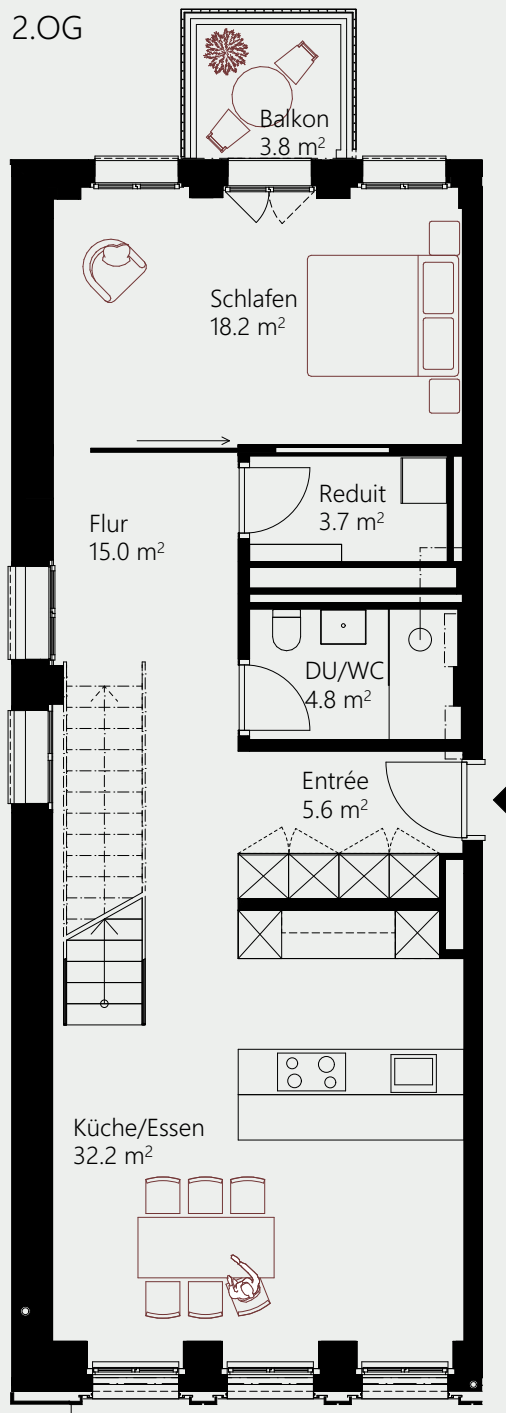 2.OG
Balkon
3.8 m²
Schlafen
18.2 m²
Reduit
3.7 m²
Flur
15.0 m²
DU/WC
4.8 m²
Entrée
5.6 m²
Küche/Essen
32.2 m²